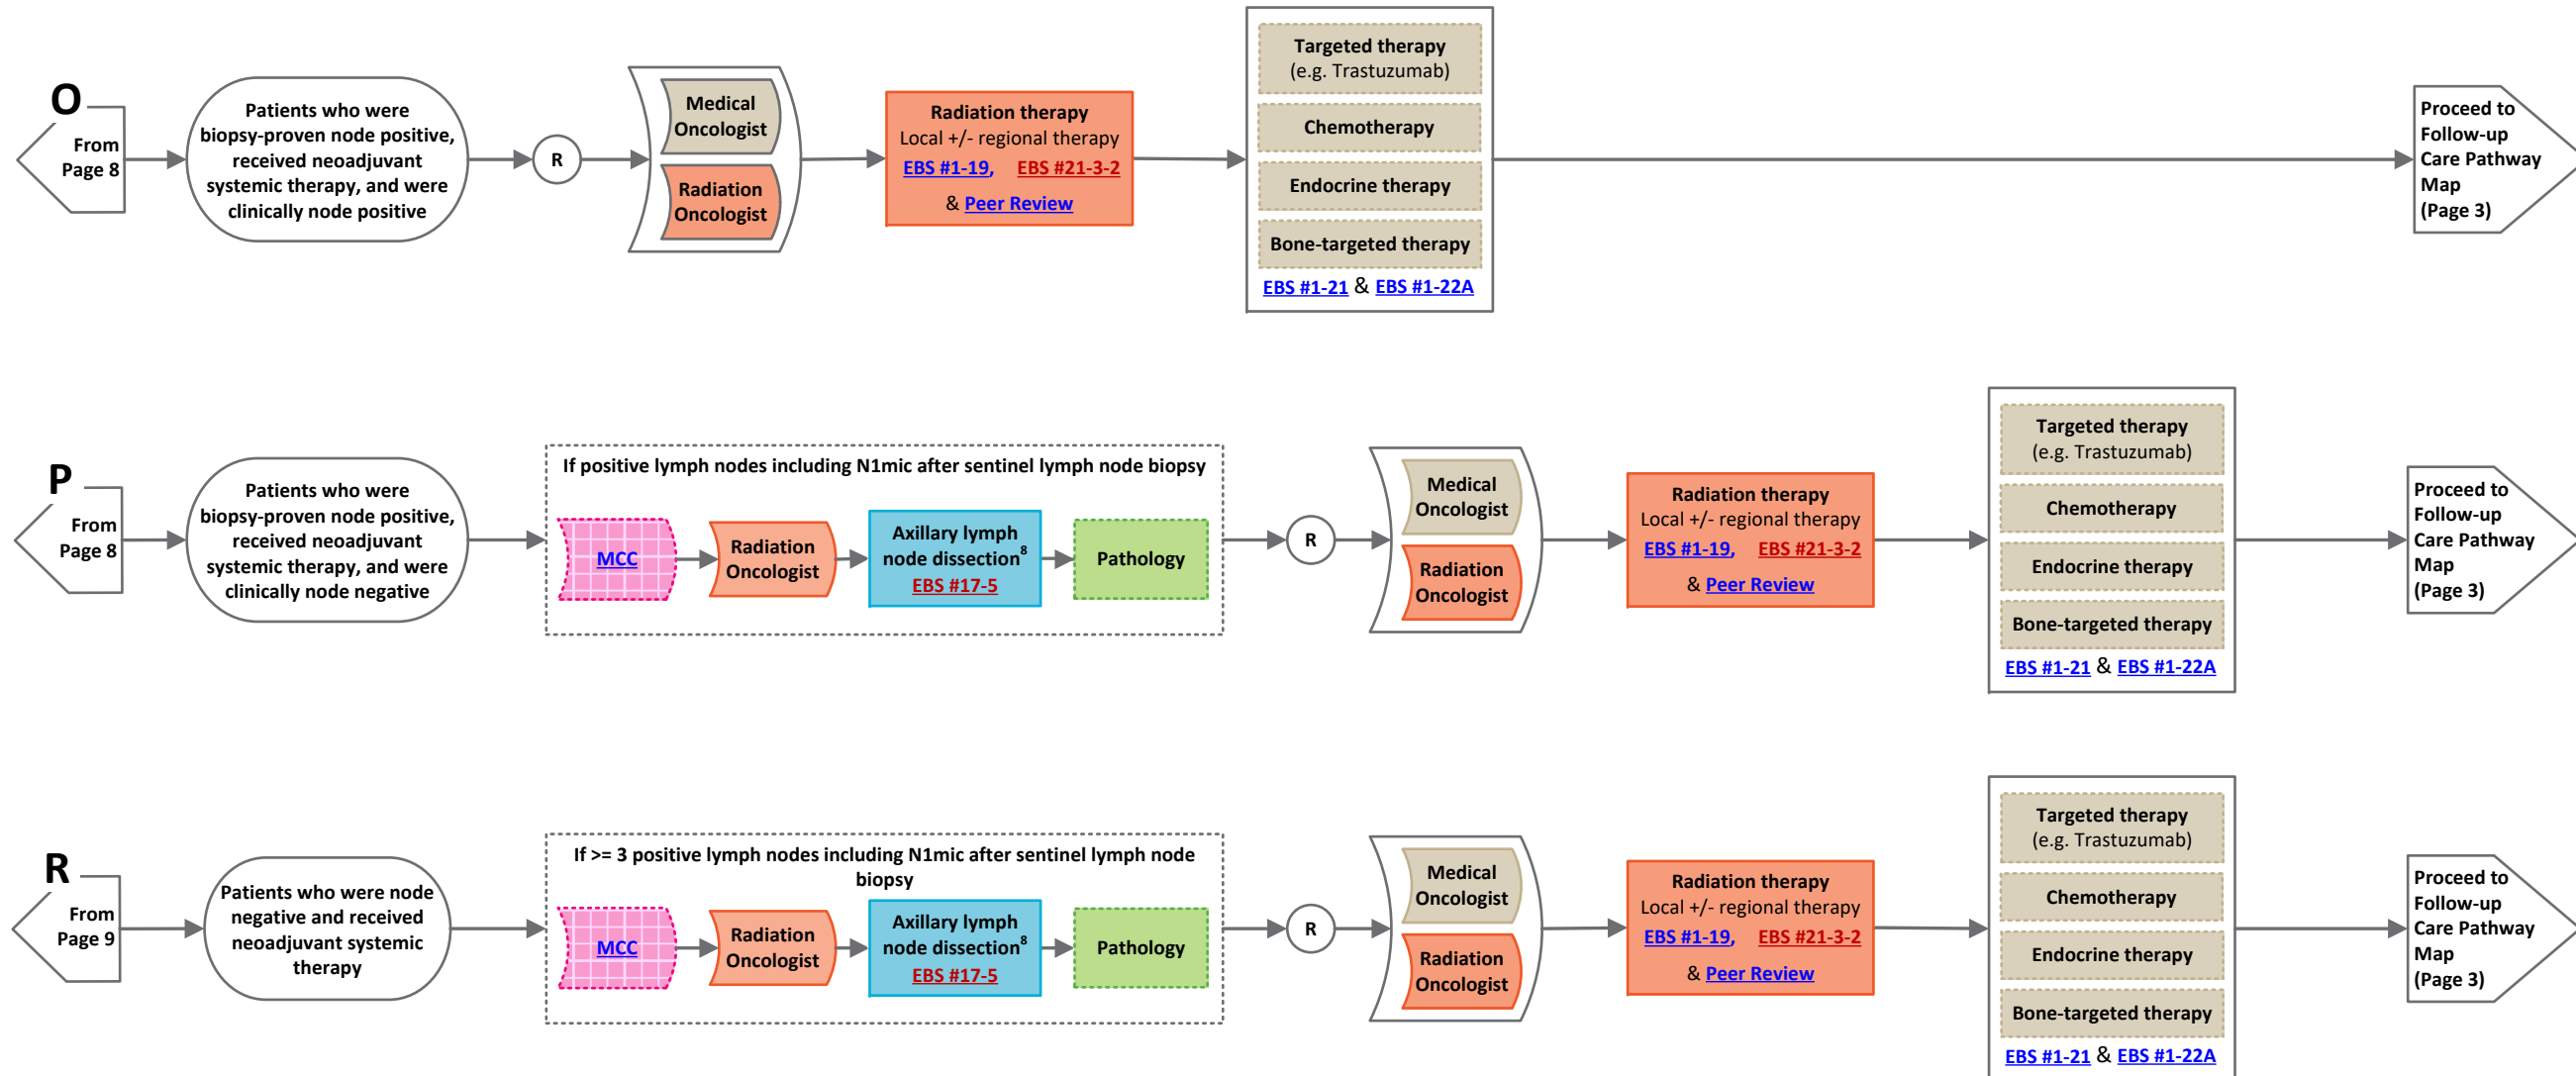 O
From
Page 8
Patients who were
biopsy-proven node positive,
received neoadjuvant
systemic therapy, and were
clinically node positive
R
Medical
Oncologist
Radiation
Oncologist
Radiation therapy
Local +/- regional therapy
EBS #1-19, EBS #21-3-2
& Peer Review
Targeted therapy
(e.g. Trastuzumab)
Chemotherapy
Endocrine therapy
Bone-targeted therapy
EBS #1-21 & EBS #1-22A
Proceed to
Follow-up
Care Pathway
Map
(Page 3)
P
From
Page 8
Patients who were
biopsy-proven node positive,
received neoadjuvant
systemic therapy, and were
clinically node negative
If positive lymph nodes including N1mic after sentinel lymph node biopsy
MCC
Radiation
Oncologist
Axillary lymph
node dissection⁸
EBS #17-5
Pathology
R
Medical
Oncologist
Radiation
Oncologist
Radiation therapy
Local +/- regional therapy
EBS #1-19, EBS #21-3-2
& Peer Review
Targeted therapy
(e.g. Trastuzumab)
Chemotherapy
Endocrine therapy
Bone-targeted therapy
EBS #1-21 & EBS #1-22A
Proceed to
Follow-up
Care Pathway
Map
(Page 3)
R
From
Page 9
Patients who were node
negative and received
neoadjuvant systemic
therapy
If >= 3 positive lymph nodes including N1mic after sentinel lymph node
biopsy
MCC
Radiation
Oncologist
Axillary lymph
node dissection⁸
EBS #17-5
Pathology
R
Medical
Oncologist
Radiation
Oncologist
Radiation therapy
Local +/- regional therapy
EBS #1-19, EBS #21-3-2
& Peer Review
Targeted therapy
(e.g. Trastuzumab)
Chemotherapy
Endocrine therapy
Bone-targeted therapy
EBS #1-21 & EBS #1-22A
Proceed to
Follow-up
Care Pathway
Map
(Page 3)